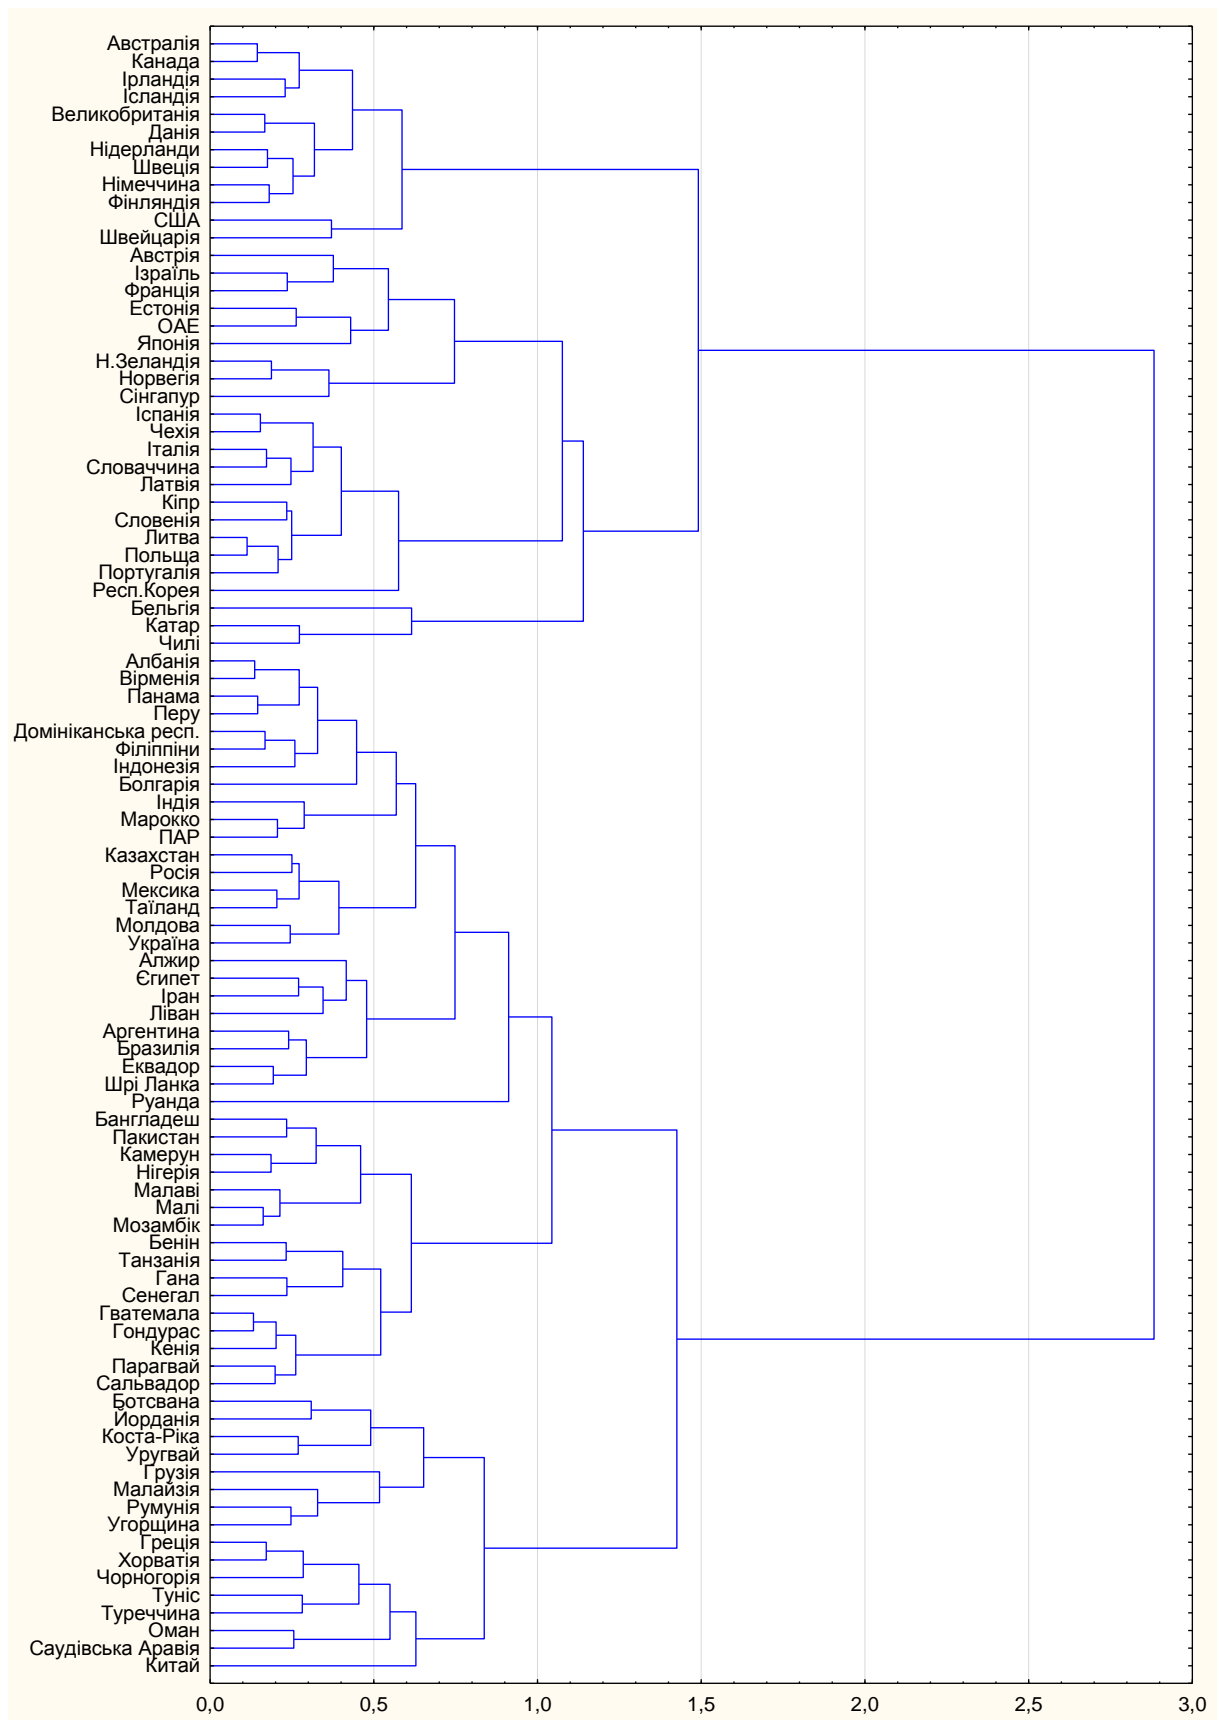 Австралія
Канада
Ірландія
Ісландія
Великобританія
Данія
Нідерланди
Швеція
Німеччина
Фінляндія
США
Швейцарія
Австрія
Ізраїль
Франція
Естонія
ОАЕ
Японія
Н.Зеландія
Норвегія
Сінгапур
Іспанія
Чехія
Італія
Словаччина
Латвія
Кіпр
Словенія
Литва
Польща
Португалія
Респ.Корея
Бельгія
Катар
Чилі
Албанія
Вірменія
Панама
Перу
Домініканська респ.
Філіппіни
Індонезія
Болгарія
Індія
Марокко
ПАР
Казахстан
Росія
Мексика
Таїланд
Молдова
Україна
Алжир
Єгипет
Іран
Ліван
Аргентина
Бразилія
Еквадор
Шрі Ланка
Руанда
Бангладеш
Пакистан
Камерун
Нігерія
Малаві
Малі
Мозамбік
Бенін
Танзанія
Гана
Сенегал
Гватемала
Гондурас
Кенія
Парагвай
Сальвадор
Ботсвана
Йорданія
Коста-Ріка
Уругвай
Грузія
Малайзія
Румунія
Угорщина
Греція
Хорватія
Чорногорія
Туніс
Туреччина
Оман
Саудівська Аравія
Китай
0,0 0,5 1,0 1,5 2,0 2,5 3,0